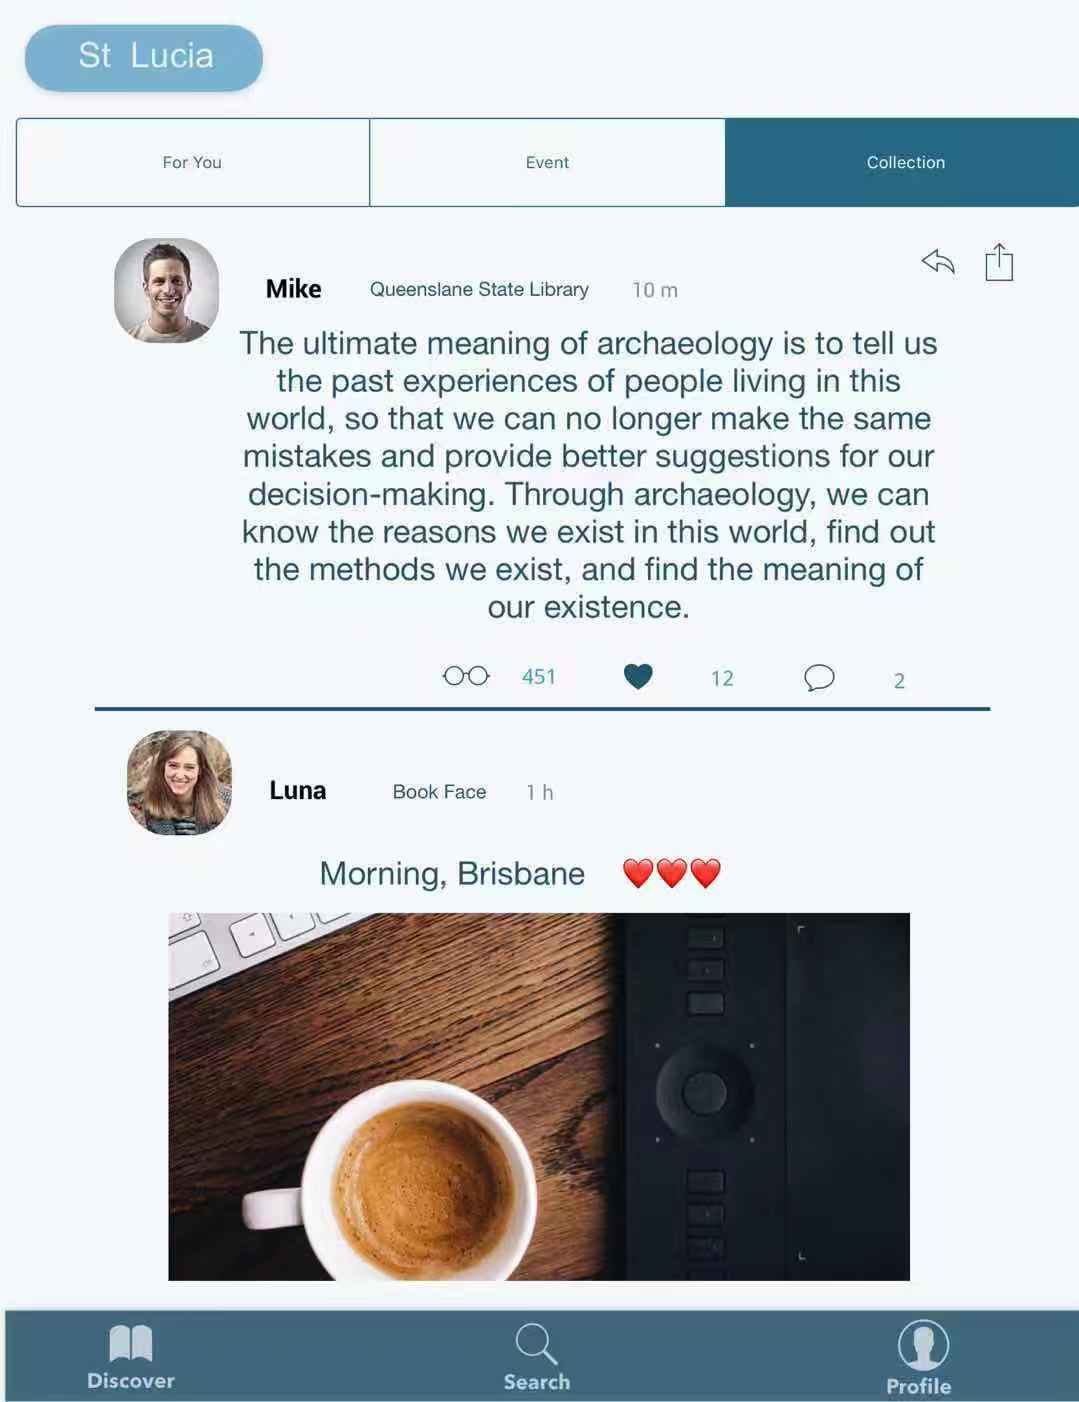 St Lucia
For You
Event
Collection
Mike
Queenslane State Library
10 m
The ultimate meaning of archaeology is to tell us
the past experiences of people living in this
world, so that we can no longer make the same
mistakes and provide better suggestions for our
decision-making. Through archaeology, we can
know the reasons we exist in this world, find out
the methods we exist, and find the meaning of
our existence.
451
12
2
Luna
Book Face
1 h
Morning, Brisbane ❤️❤️❤️
Discover
Search
Profile